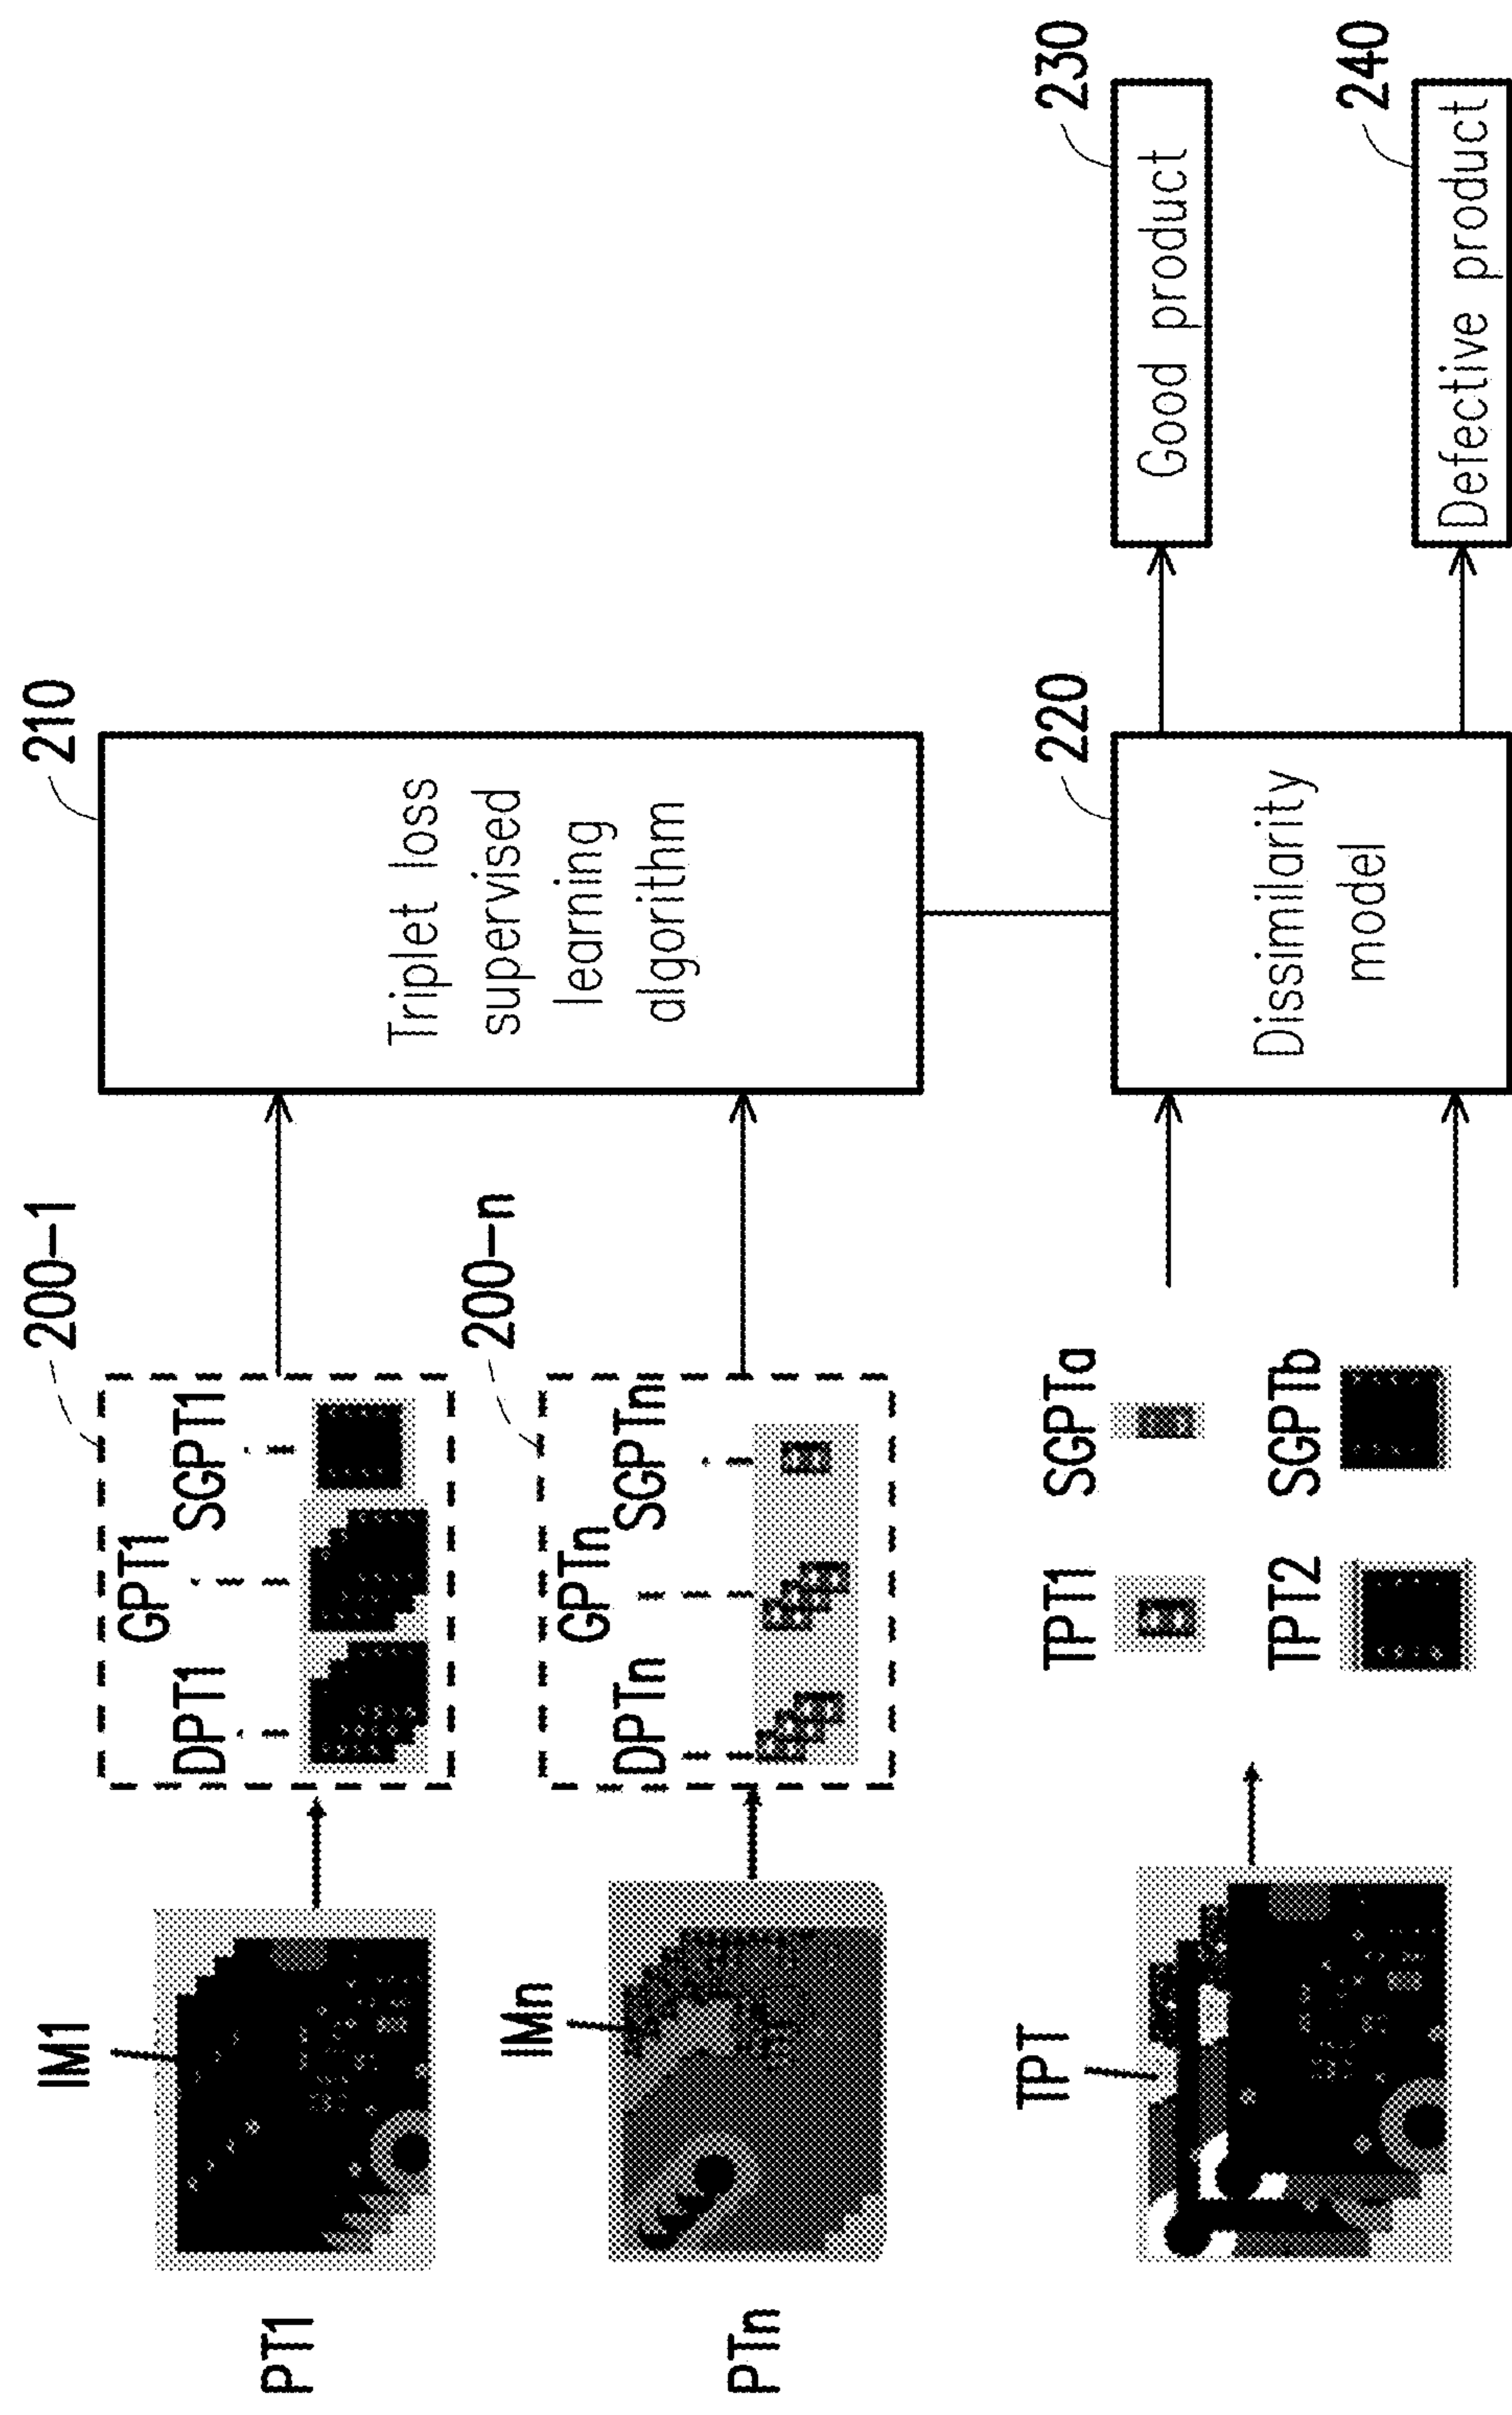 200-1
210
IM1
GPT1
DPT1
SGPT1
PT1
Triplet loss
supervised
learning
algorithm
200-n
IMn
GPTn
DPTn
SGPTn
PTn
220
230
TPT
TPT1
SGPTa
Good product
TPT2
SGPTb
Dissimilarity
model
240
Defective product